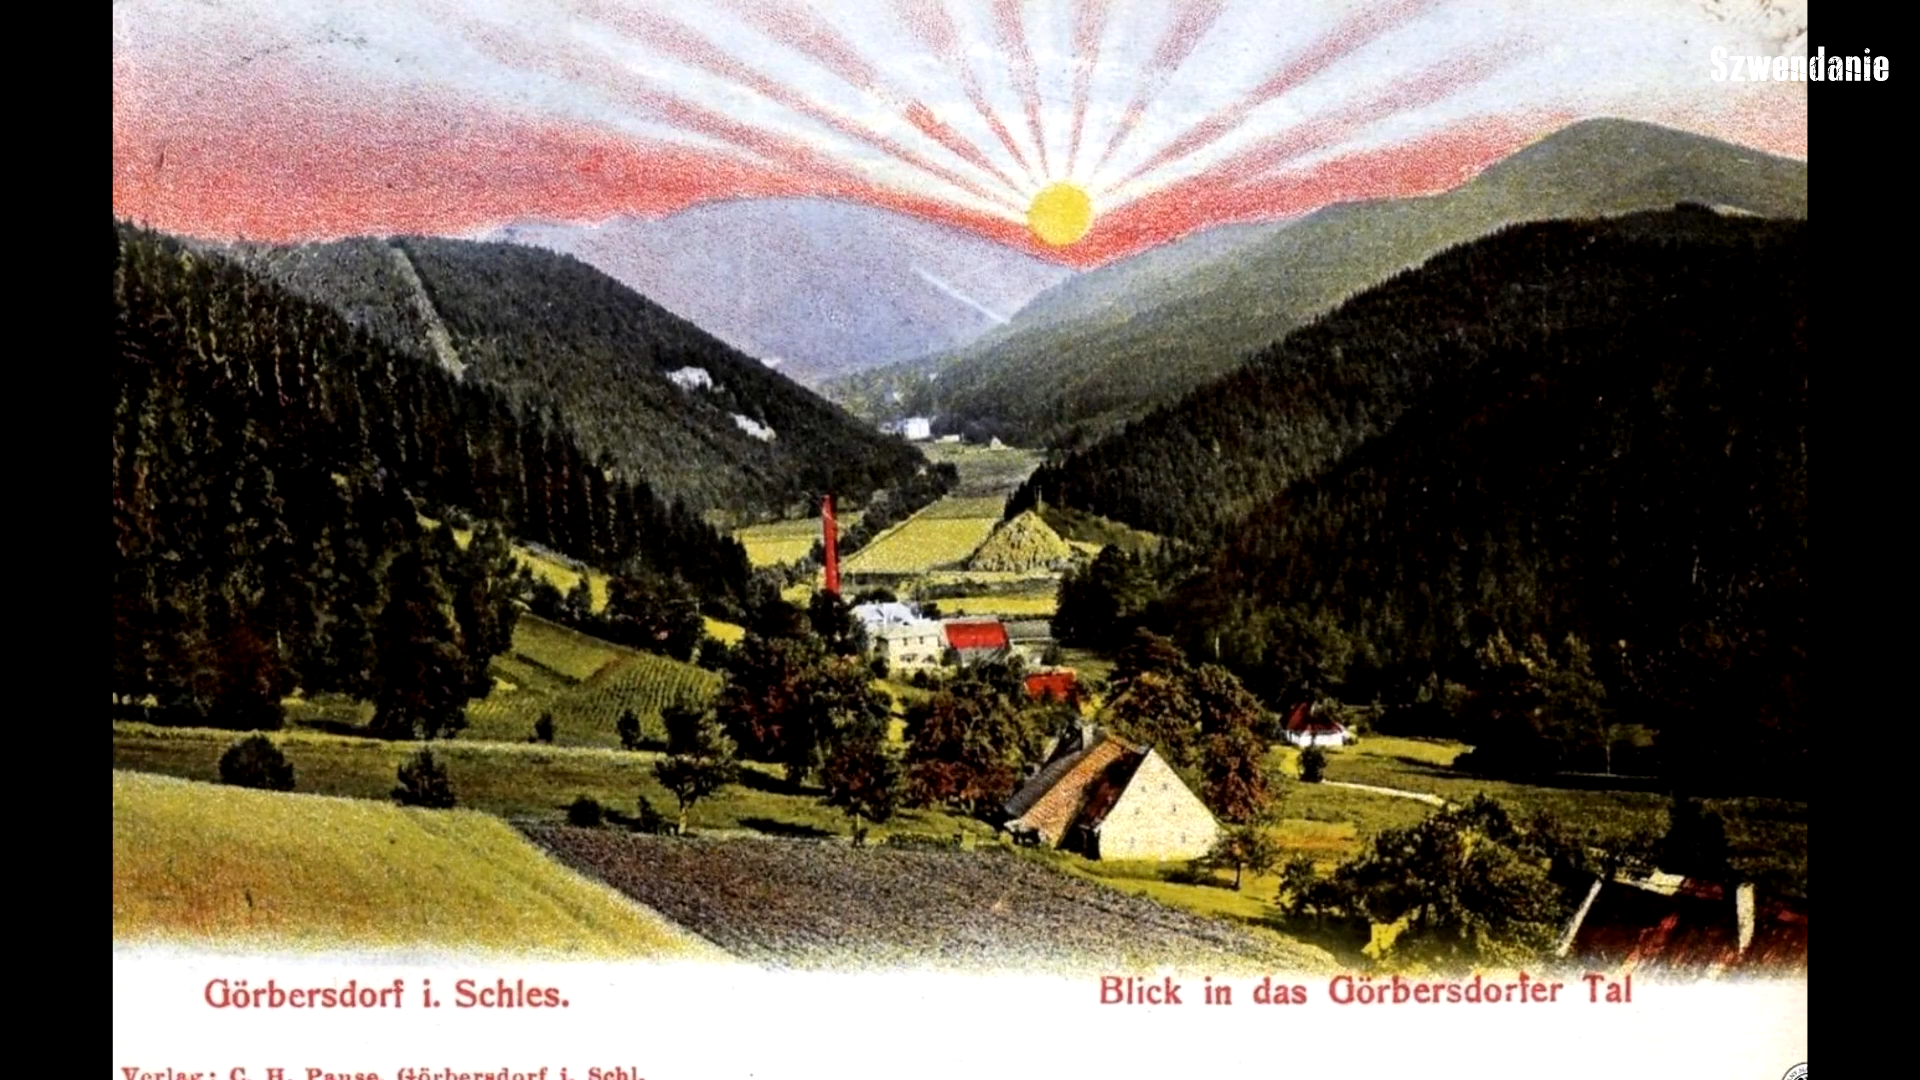 Szwendanie
Görbersdorf i. Schles.
Blick in das Görbersdorfer Tal
Verlag: C. H. Pause, Görbersdorf i. Schl.